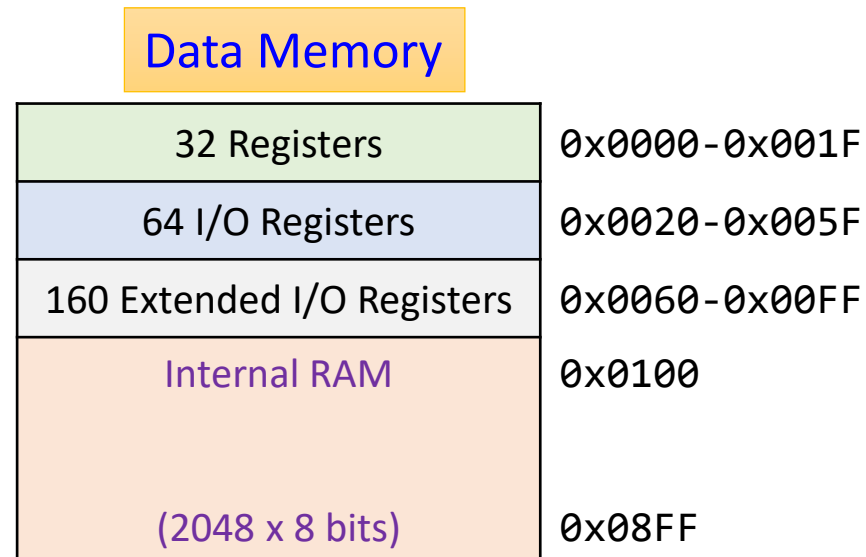 Data Memory
32 Registers 0x0000-0x001F
64 I/O Registers 0x0020-0x005F
160 Extended I/O Registers 0x0060-0x00FF
Internal RAM 0x0100
(2048 x 8 bits) 0x08FF